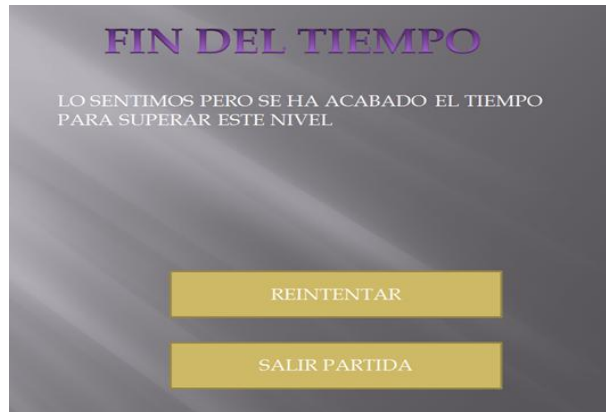 FIN DEL TIEMPO
LO SENTIMOS PERO SE HA ACABADO EL TIEMPO
PARA SUPERAR ESTE NIVEL
REINTENTAR
SALIR PARTIDA